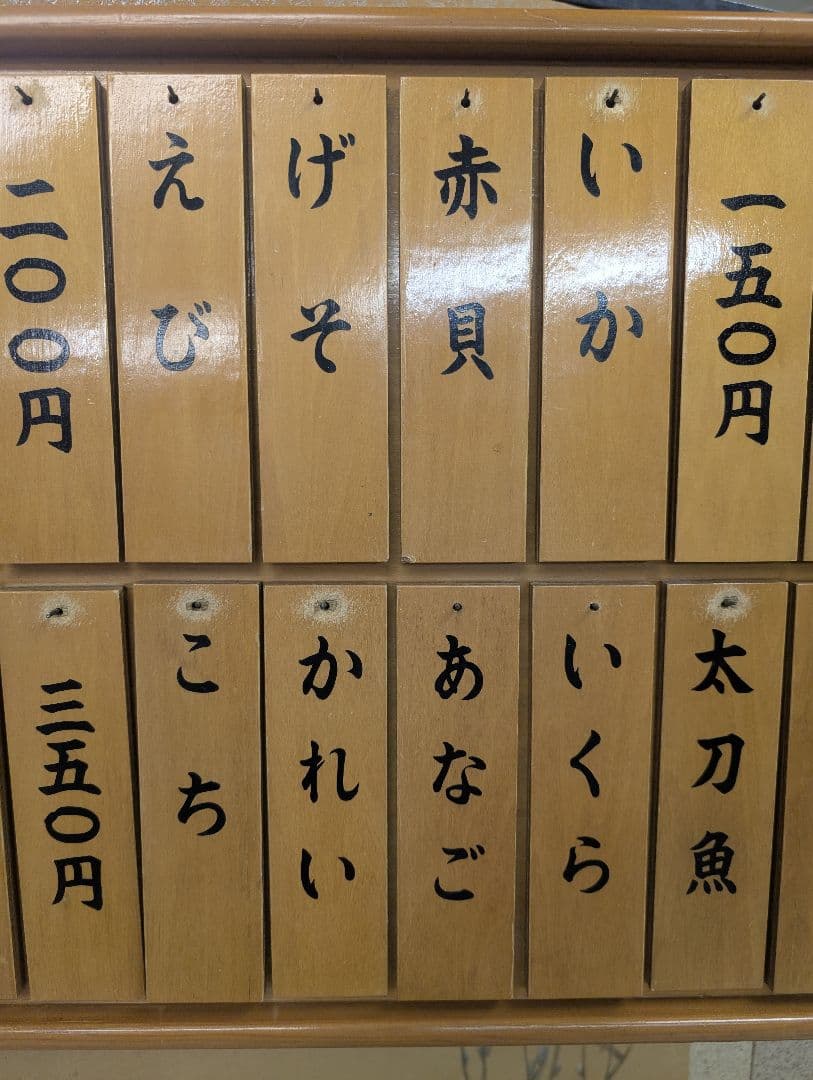 一五〇円
いか
赤貝
げそ
えび
二〇〇円
太刀魚
いくら
あなご
かれい
こち
三五〇円